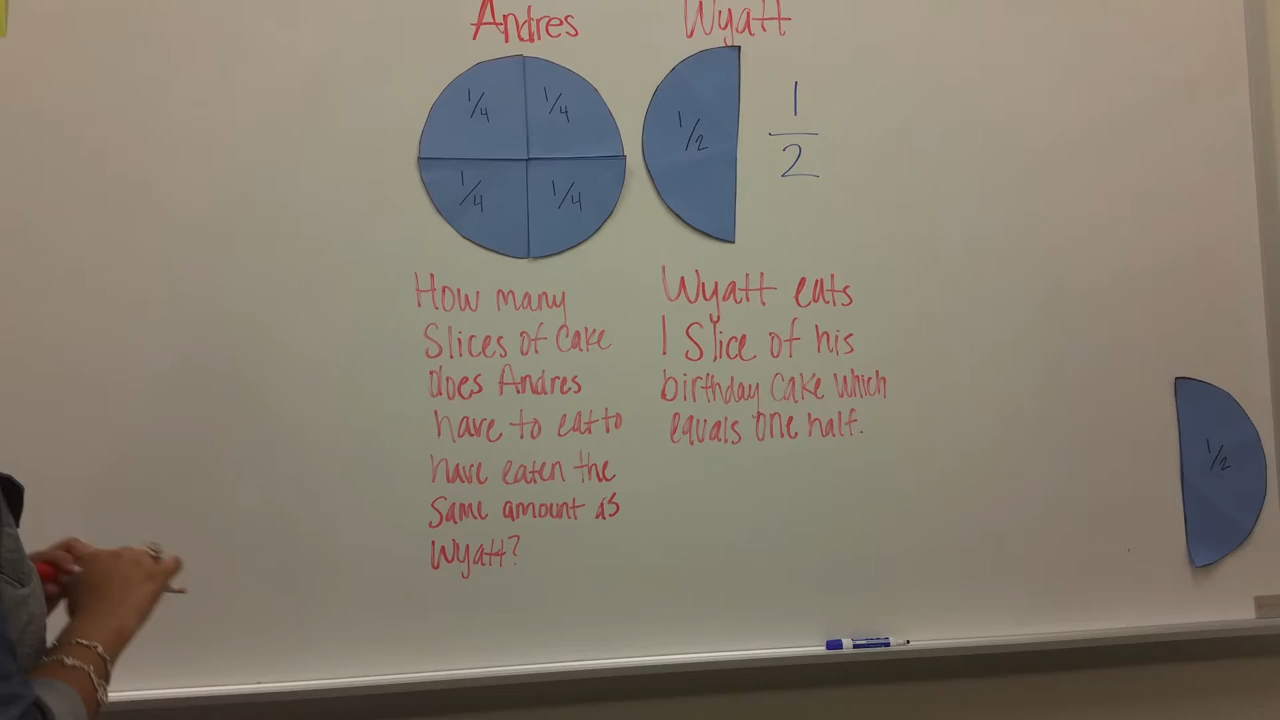 Andres
Wyatt
1/4
1/4
1/4
1/4
1/2
1
2
How many
Slices of Cake
does Andres
have to eat to
have eaten the
Same amount as
Wyatt?
Wyatt eats
1 Slice of his
birthday Cake which
equals one half.
1/2